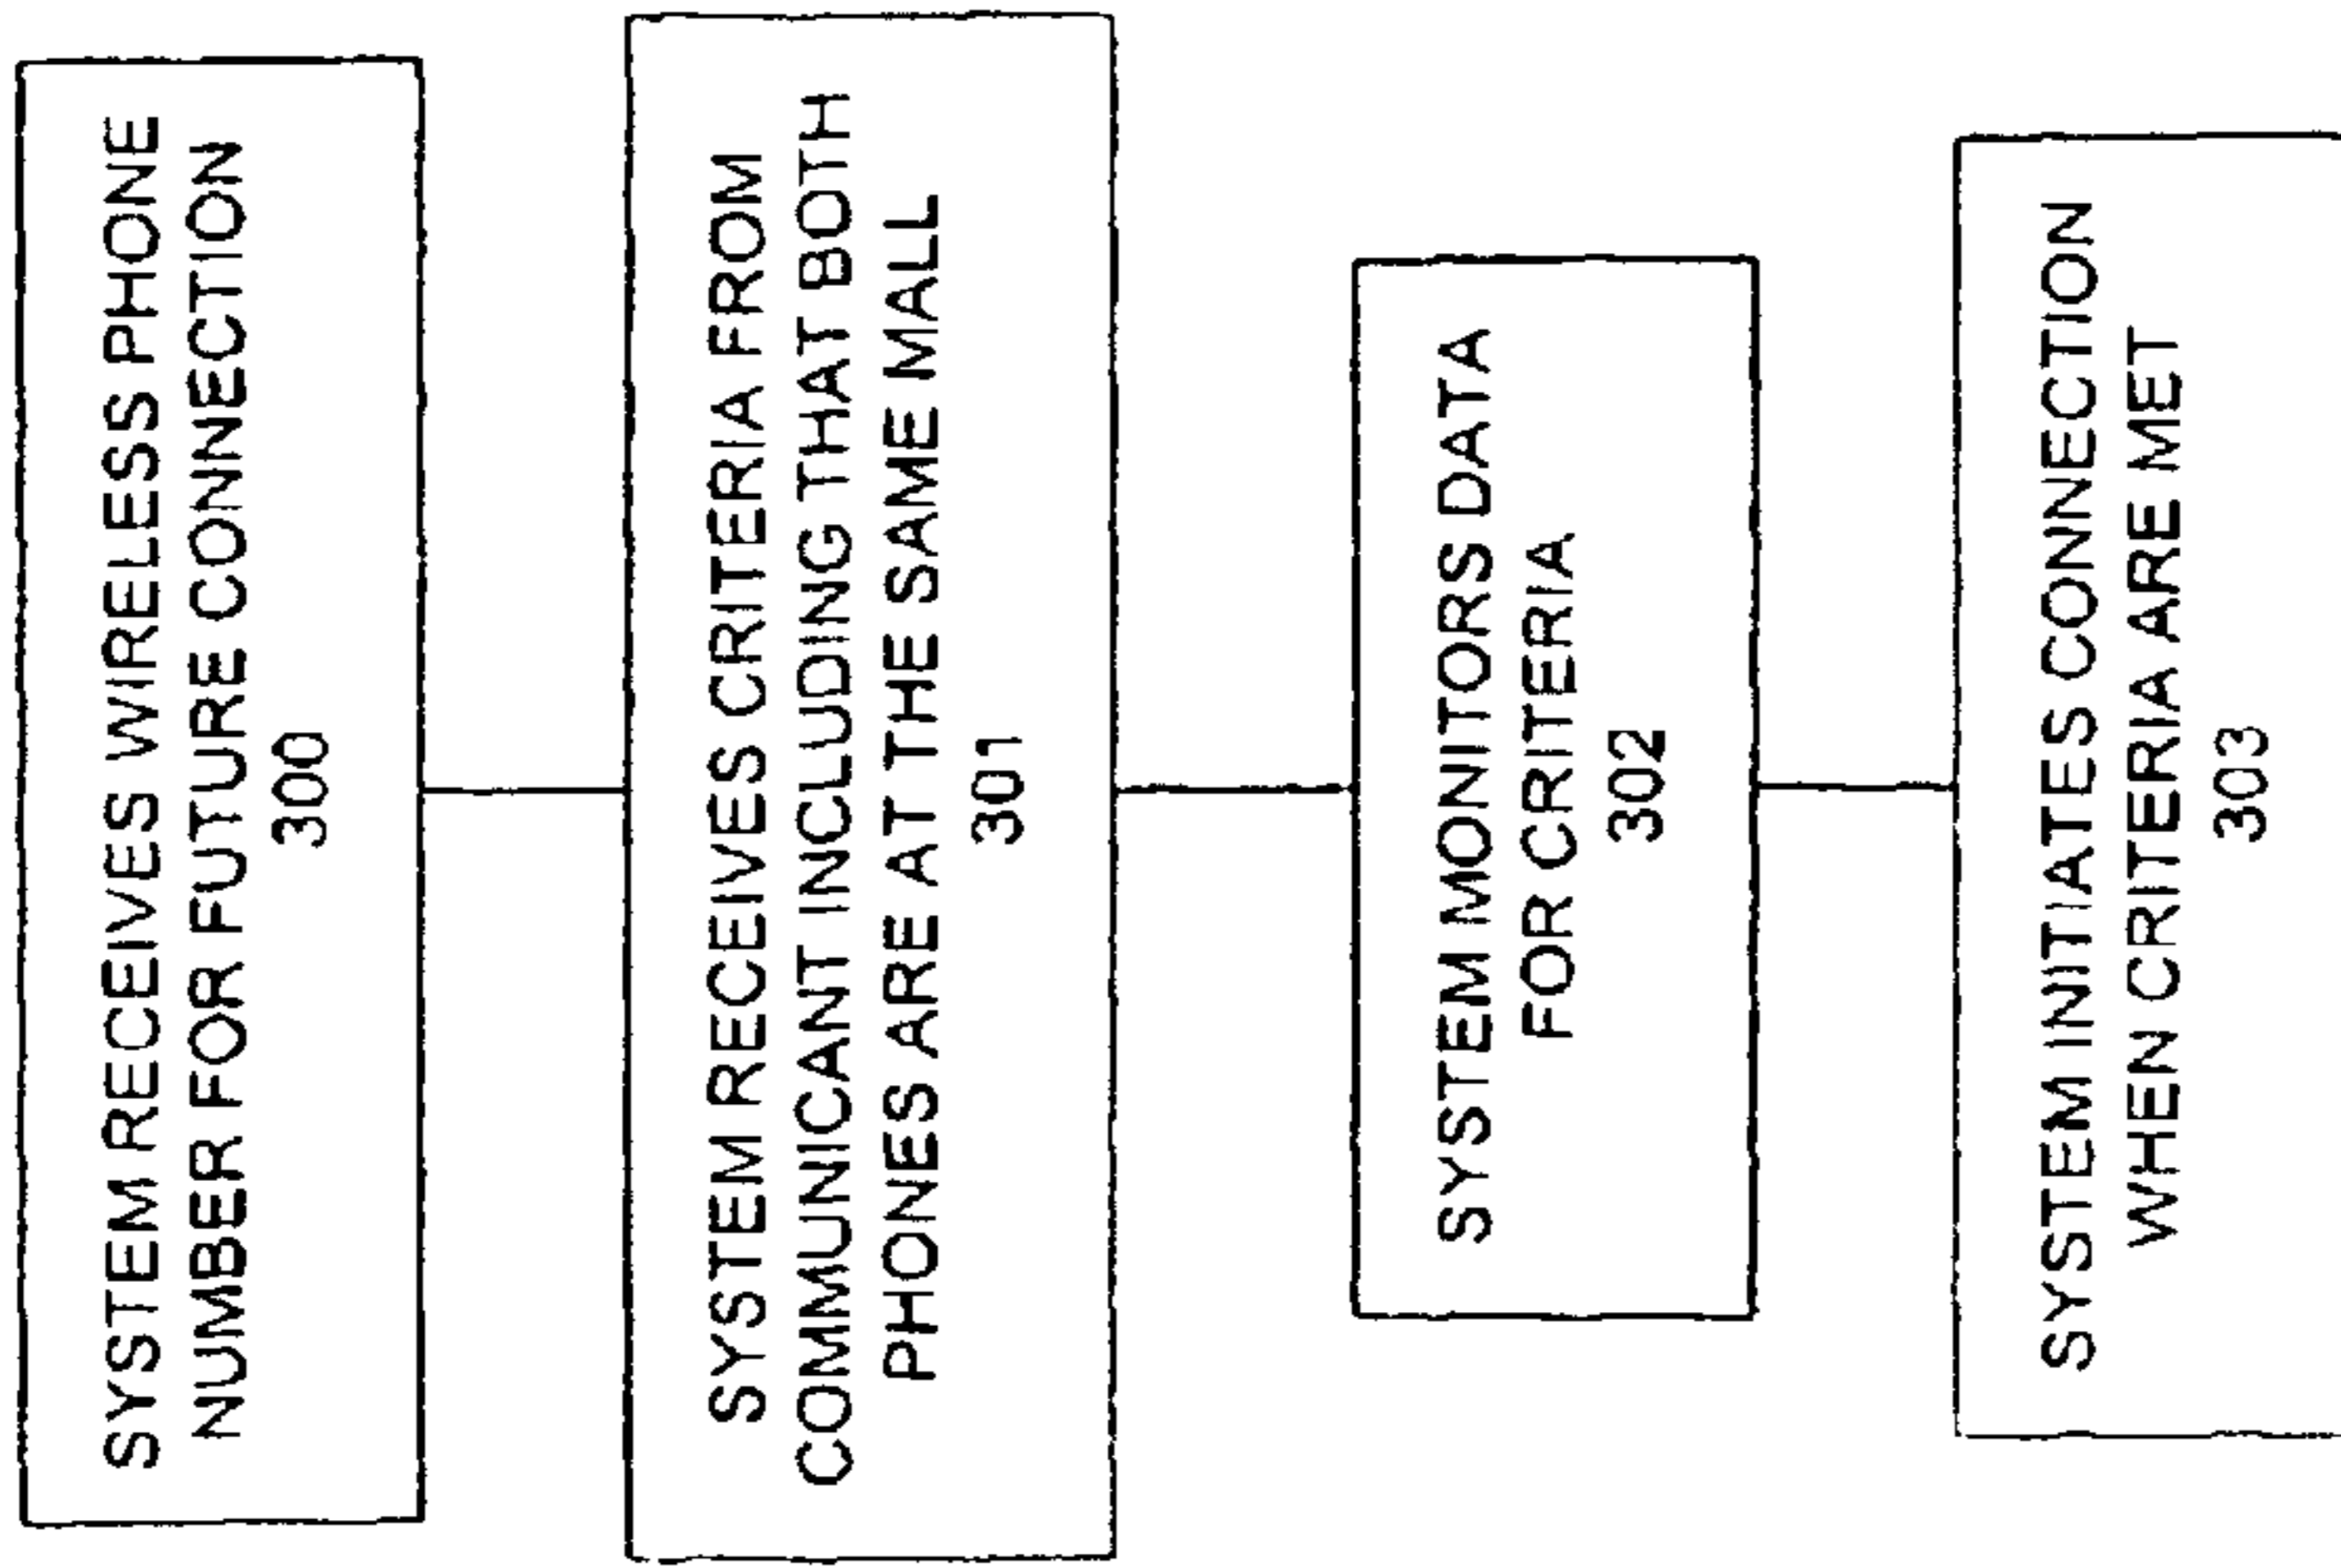 SYSTEM RECEIVES WIRELESS PHONE
NUMBER FOR FUTURE CONNECTION
300
SYSTEM RECEIVES CRITERIA FROM
COMMUNICANT INCLUDING THAT BOTH
PHONES ARE AT THE SAME MALL
301
SYSTEM MONITORS DATA
FOR CRITERIA
302
SYSTEM INITIATES CONNECTION
WHEN CRITERIA ARE MET
303